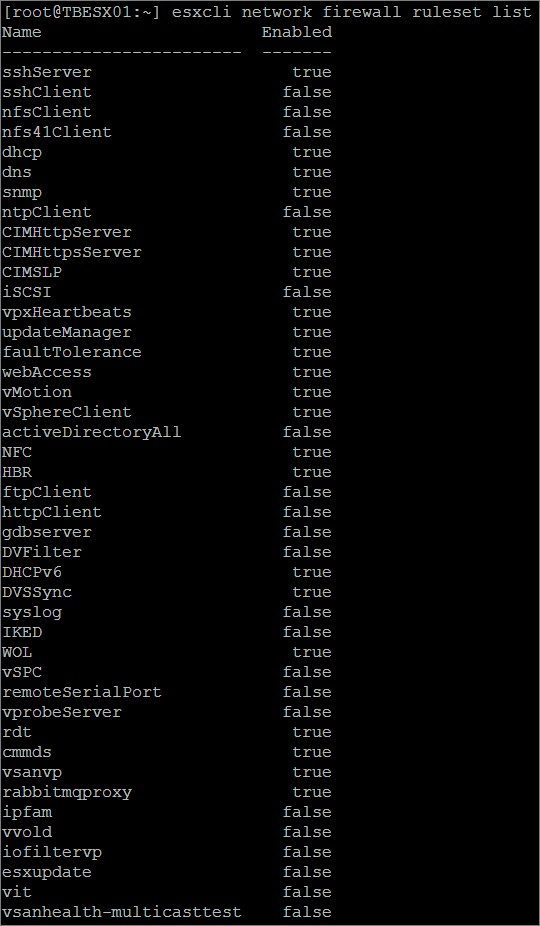 [root@TBESX01:~] esxcli network firewall ruleset list
Name                      Enabled
------------------------  -------
sshServer                    true
sshClient                   false
nfsClient                   false
nfs41Client                 false
dhcp                         true
dns                          true
snmp                         true
ntpClient                   false
CIMHttpServer                true
CIMHttpsServer               true
CIMSLP                       true
iSCSI                       false
vpxHeartbeats                true
updateManager                true
faultTolerance               true
webAccess                    true
vMotion                      true
vSphereClient                true
activeDirectoryAll          false
NFC                          true
HBR                          true
ftpClient                   false
httpClient                  false
gdbserver                   false
DVFilter                    false
DHCPv6                       true
DVSSync                      true
syslog                      false
IKED                        false
WOL                          true
vSPC                        false
remoteSerialPort            false
vprobeServer                false
rdt                          true
cmmds                        true
vsanvp                       true
rabbitmqproxy                true
ipfam                       false
vvold                       false
iofiltervp                  false
esxupdate                   false
vit                         false
vsanhealth-multicasttest    false